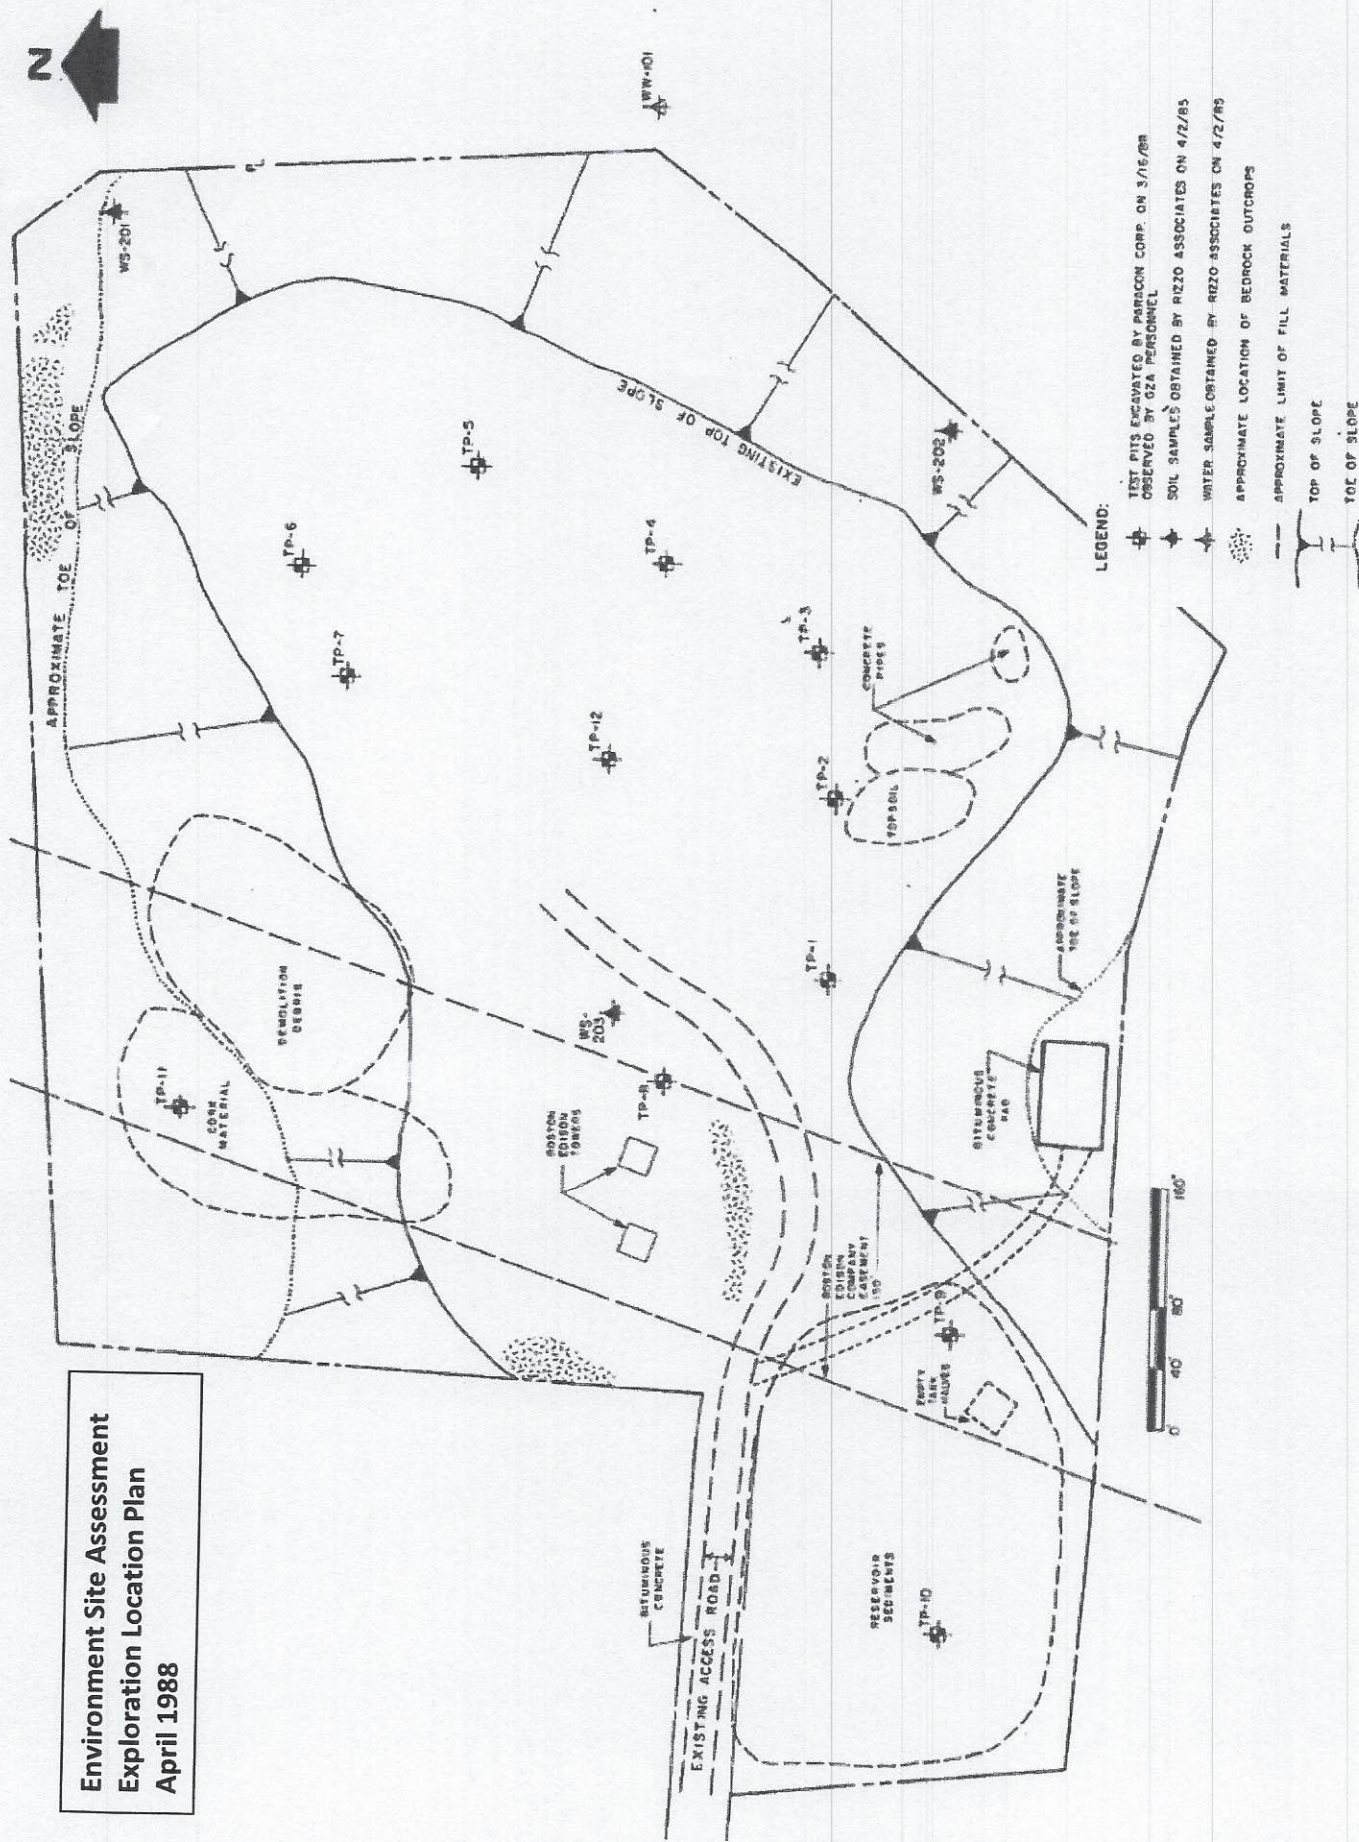 Environment Site Assessment
Exploration Location Plan
April 1988
N
APPROXIMATE TOE OF SLOPE
WS-201
PL
WW-101
TP-11
CORK
MATERIAL
DEMOLITION
DEBRIS
TP-7
TP-6
TP-5
EXISTING TOP OF SLOPE
BOSTON
EDISON
TOWERS
TP-8
WS-
203
TP-12
TP-4
BITUMINOUS
CONCRETE
EXISTING ACCESS ROAD
BOSTON
EDISON
COMPANY
EASEMENT
TP-1
TP-2
TP-3
TOPSOIL
CONCRETE
PIPES
WS-202
RESERVOIR
SEDIMENTS
TP-10
EMPTY
TANK
HALVES
TP-9
BITUMINOUS
CONCRETE
PAD
APPROXIMATE
TOE OF SLOPE
0' 40' 80' 160'
LEGEND:
TEST PITS EXCAVATED BY PARAGON CORP. ON 3/16/88
OBSERVED BY GZA PERSONNEL
SOIL SAMPLES OBTAINED BY RIZZO ASSOCIATES ON 4/2/85
WATER SAMPLE OBTAINED BY RIZZO ASSOCIATES ON 4/2/85
APPROXIMATE LOCATION OF BEDROCK OUTCROPS
APPROXIMATE LIMIT OF FILL MATERIALS
TOP OF SLOPE
TOE OF SLOPE